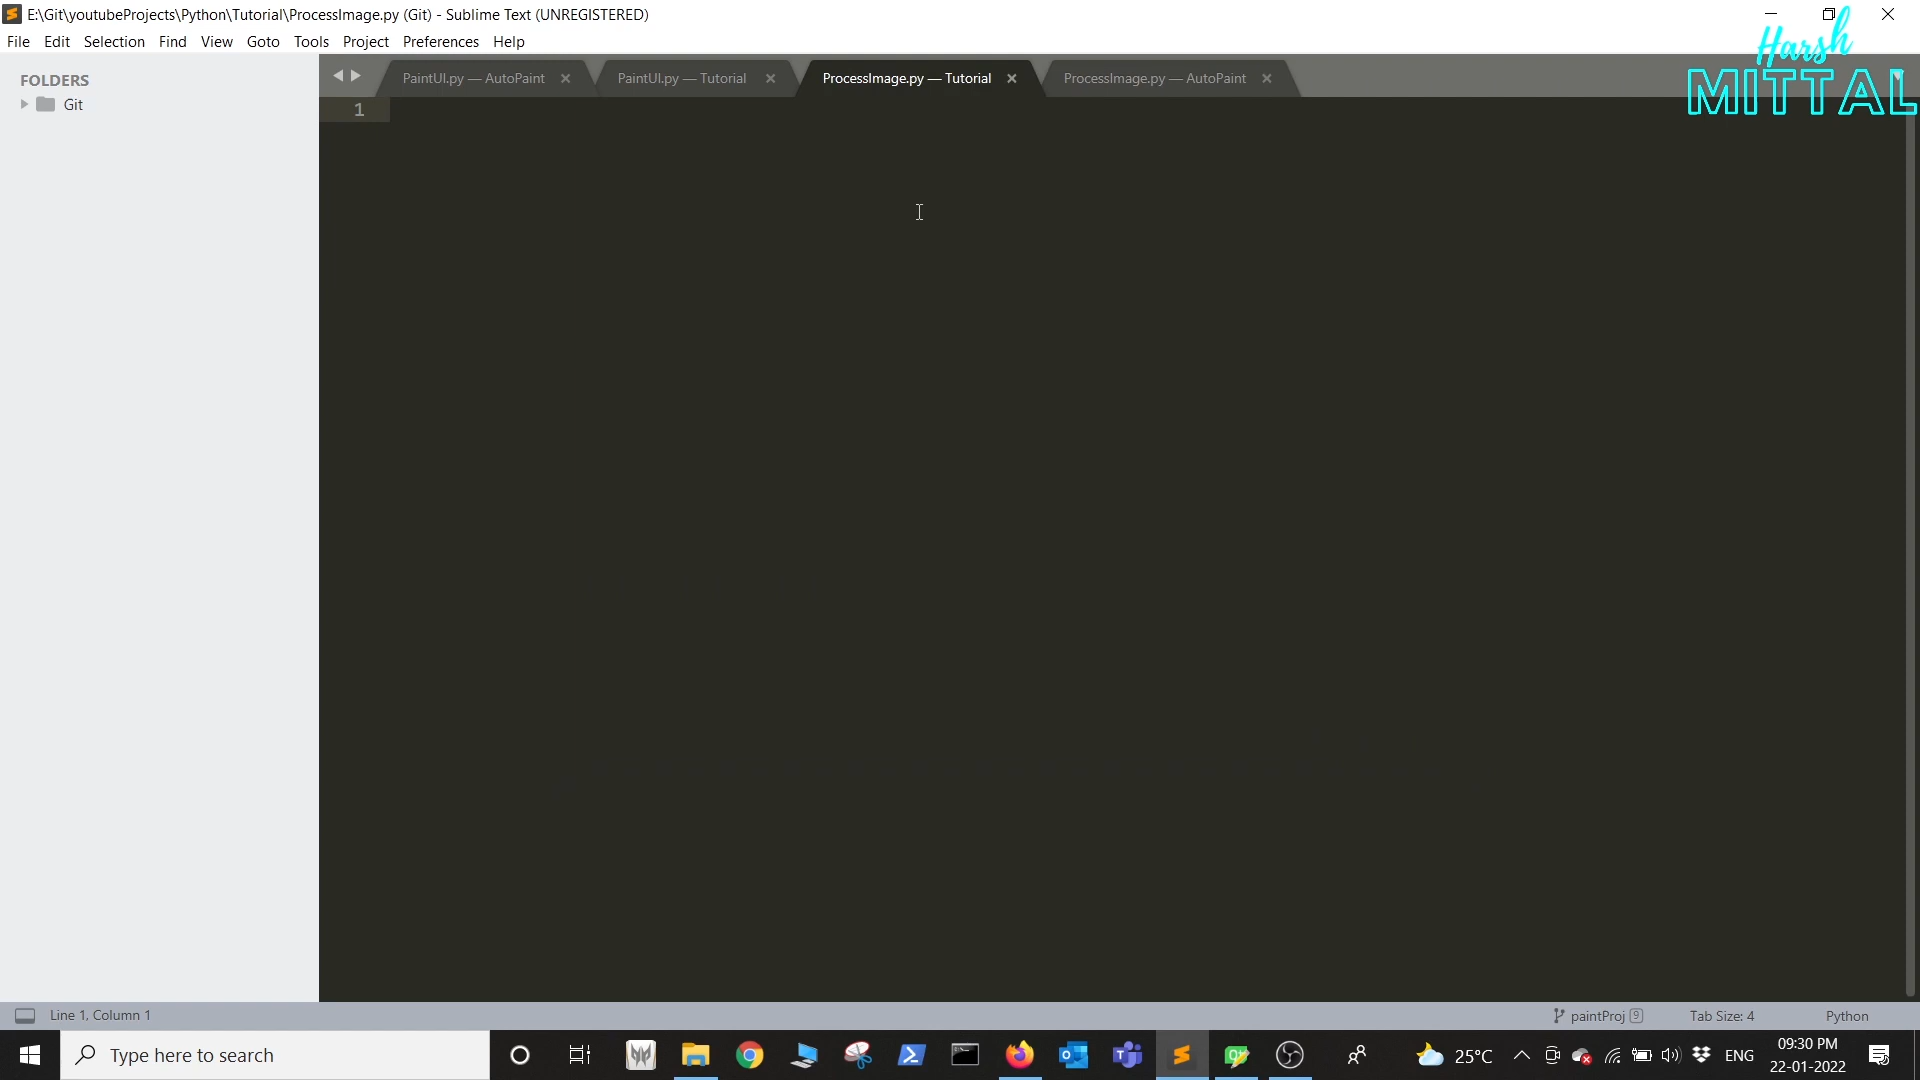 E:\Git\youtubeProjects\Python\Tutorial\ProcessImage.py (Git) - Sublime Text (UNREGISTERED)
File Edit Selection Find View Goto Tools Project Preferences Help
Harsh
MITTAL
FOLDERS
Git
PaintUI.py — AutoPaint
PaintUI.py — Tutorial
ProcessImage.py — Tutorial
ProcessImage.py — AutoPaint
1
Line 1, Column 1
paintProj 9
Tab Size: 4
Python
Type here to search
25°C
ENG
09:30 PM
22-01-2022